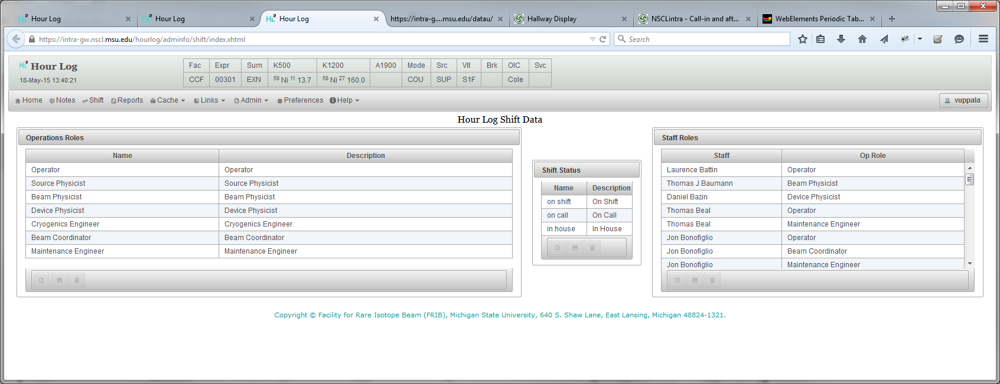 Hour Log
Hour Log
Hour Log
https://intra-g....msu.edu/datau/
Hallway Display
NSCLintra - Call-in and aft...
WebElements Periodic Tab...
https://intra-gw.nscl.msu.edu/hourlog/adminfo/shift/index.xhtml
Search
HL² Hour Log
18-May-15 13:40:21
Fac Expr Sum K500 K1200 A1900 Mode Src Vlt Brk OIC Svc
CCF 00301 EXN 58 Ni 11 13.7 58 Ni 27 160.0 COU SUP S1F Cole
Home Notes Shift Reports Cache Links Admin Preferences Help vuppala
Hour Log Shift Data
Operations Roles
Name Description
Operator Operator
Source Physicist Source Physicist
Beam Physicist Beam Physicist
Device Physicist Device Physicist
Cryogenics Engineer Cryogenics Engineer
Beam Coordinator Beam Coordinator
Maintenance Engineer Maintenance Engineer
Shift Status
Name Description
on shift On Shift
on call On Call
in house In House
Staff Roles
Staff Op Role
Laurence Battin Operator
Thomas J Baumann Beam Physicist
Daniel Bazin Device Physicist
Thomas Beal Operator
Thomas Beal Maintenance Engineer
Jon Bonofiglio Operator
Jon Bonofiglio Beam Coordinator
Jon Bonofiglio Maintenance Engineer
Copyright © Facility for Rare Isotope Beam (FRIB), Michigan State University, 640 S. Shaw Lane, East Lansing, Michigan 48824-1321.